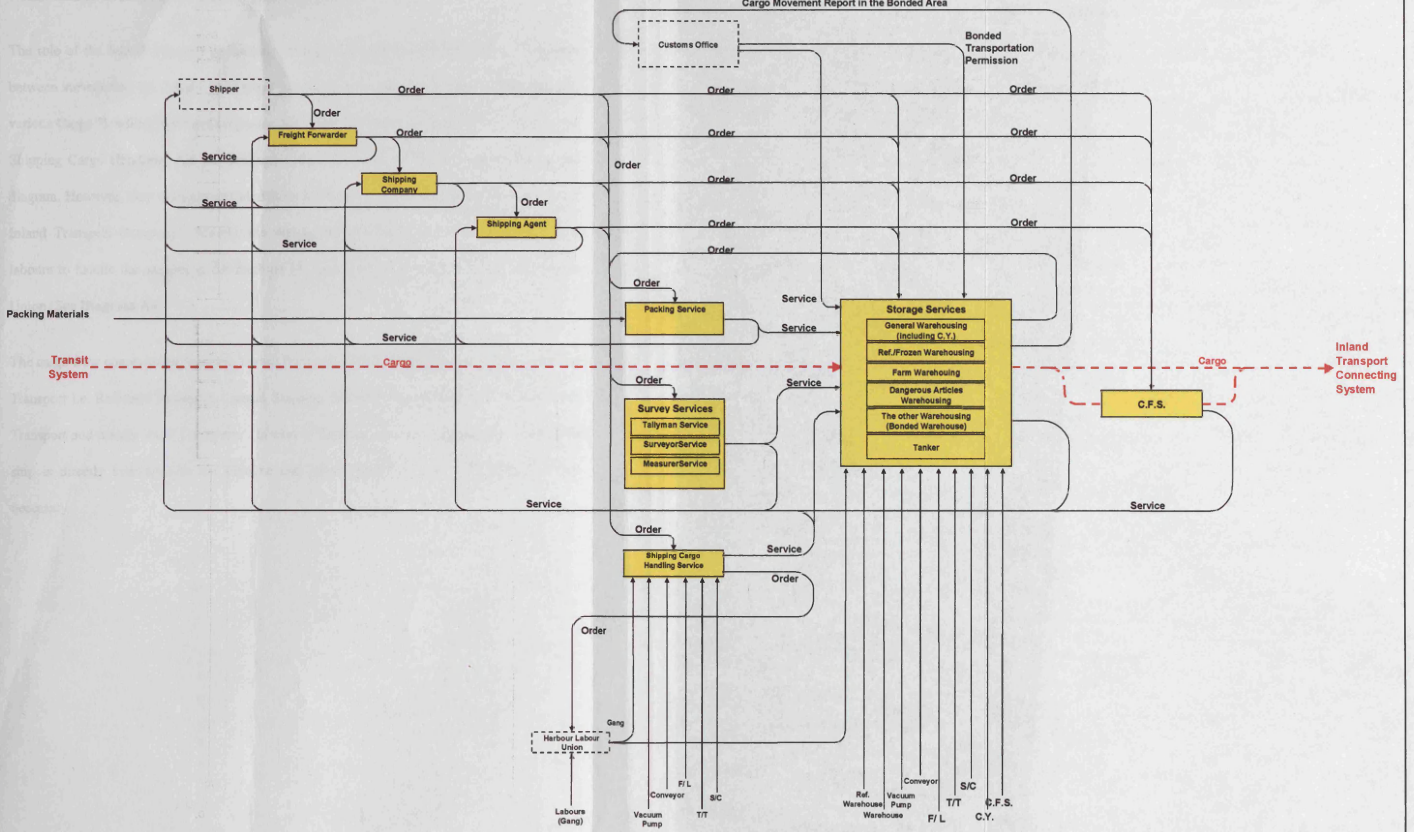 Cargo Movement Report in the Bonded Area
Customs Office
Bonded
Transportation
Permission
Shipper
Order
Order
Order
Order
Freight Forwarder
Order
Order
Order
Service
Order
Shipping
Company
Order
Order
Service
Order
Shipping Agent
Order
Order
Service
Order
Order
Packing Materials
Packing Service
Service
Service
Service
Storage Services
General Warehousing
(Including C.Y.)
Ref./Frozen Warehousing
Farm Warehouing
Dangerous Articles
Warehousing
The other Warehousing
(Bonded Warehouse)
Tanker
Transit
System
Cargo
Cargo
Inland
Transport
Connecting
System
C.F.S.
Order
Service
Survey Services
Tallyman Service
SurveyorService
MeasurerService
Service
Service
Order
Shipping Cargo
Handling Service
Service
Order
Order
Gang
Harbour Labour
Union
Laboure
(Gang)
Vacuum
Pump
Conveyor
F/ L
T/T
S/C
Ref.
Warehouse
Warehouse
Vacuum
Pump
Conveyor
F/ L
T/T
S/C
C.Y.
C.F.S.